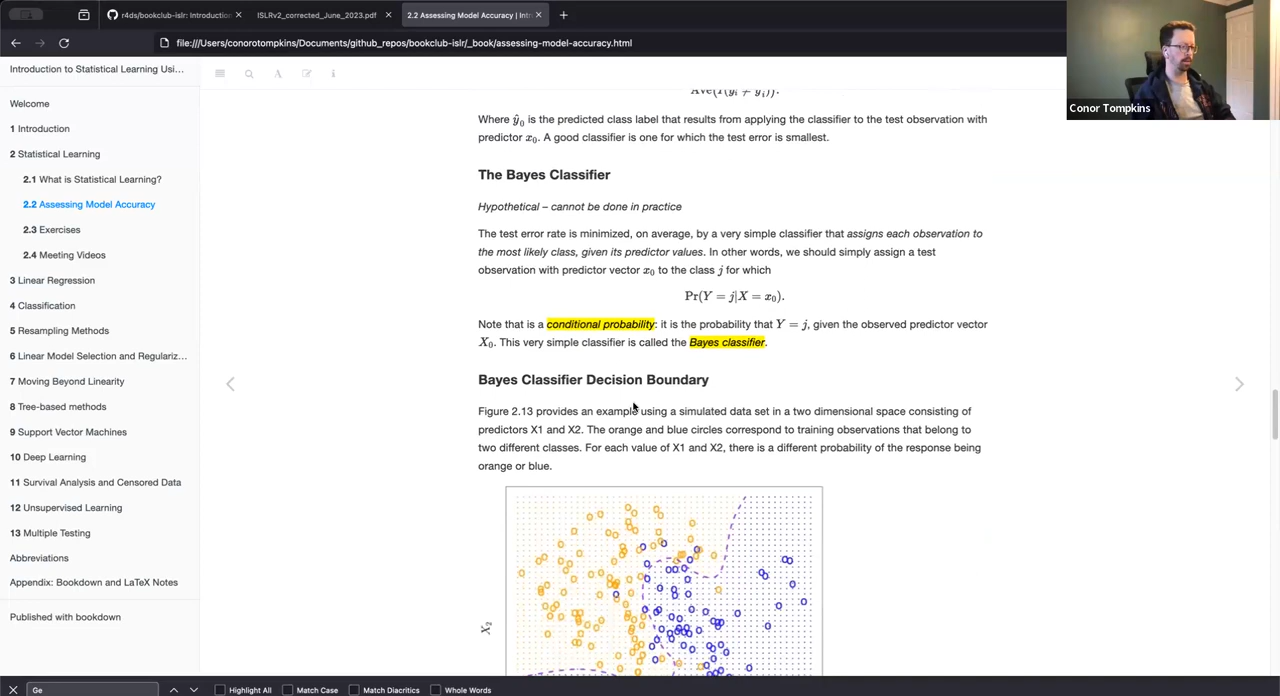 r4ds/bookclub-islr: Introduction
ISLRv2_corrected_June_2023.pdf
2.2 Assessing Model Accuracy | Intr
file:///Users/conorotompkins/Documents/github_repos/bookclub-islr/_book/assessing-model-accuracy.html
Conor Tompkins
Introduction to Statistical Learning Usi...
Welcome
1 Introduction
2 Statistical Learning
2.1 What is Statistical Learning?
2.2 Assessing Model Accuracy
2.3 Exercises
2.4 Meeting Videos
3 Linear Regression
4 Classification
5 Resampling Methods
6 Linear Model Selection and Regulariz...
7 Moving Beyond Linearity
8 Tree-based methods
9 Support Vector Machines
10 Deep Learning
11 Survival Analysis and Censored Data
12 Unsupervised Learning
13 Multiple Testing
Abbreviations
Appendix: Bookdown and LaTeX Notes
Published with bookdown
Ave(I(yᵢ ≠ ŷᵢ)).
Where ŷ₀ is the predicted class label that results from applying the classifier to the test observation with
predictor x₀. A good classifier is one for which the test error is smallest.
The Bayes Classifier
Hypothetical – cannot be done in practice
The test error rate is minimized, on average, by a very simple classifier that assigns each observation to
the most likely class, given its predictor values. In other words, we should simply assign a test
observation with predictor vector x₀ to the class j for which
Pr(Y = j|X = x₀).
Note that is a conditional probability: it is the probability that Y = j, given the observed predictor vector
X₀. This very simple classifier is called the Bayes classifier.
Bayes Classifier Decision Boundary
Figure 2.13 provides an example using a simulated data set in a two dimensional space consisting of
predictors X1 and X2. The orange and blue circles correspond to training observations that belong to
two different classes. For each value of X1 and X2, there is a different probability of the response being
orange or blue.
X₂
Ge
Highlight All
Match Case
Match Diacritics
Whole Words